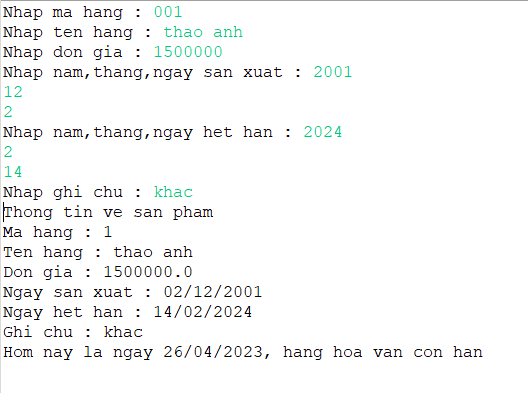 Nhap ma hang : 001
Nhap ten hang : thao anh
Nhap don gia : 1500000
Nhap nam,thang,ngay san xuat : 2001
12
2
Nhap nam,thang,ngay het han : 2024
2
14
Nhap ghi chu : khac
Thong tin ve san pham
Ma hang : 1
Ten hang : thao anh
Don gia : 1500000.0
Ngay san xuat : 02/12/2001
Ngay het han : 14/02/2024
Ghi chu : khac
Hom nay la ngay 26/04/2023, hang hoa van con han